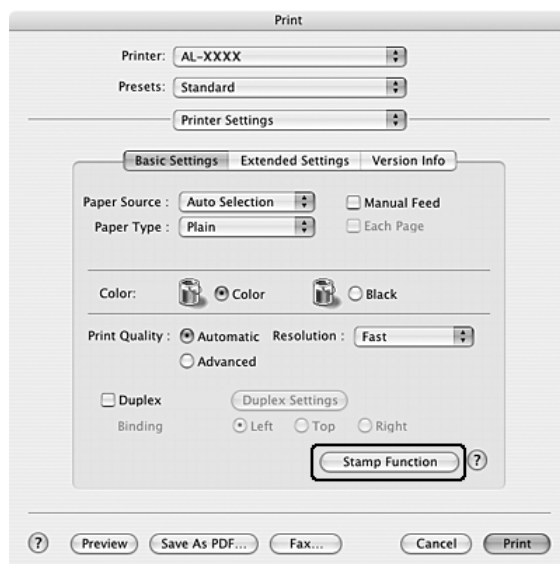 Print
Printer: AL-XXXX
Presets: Standard
Printer Settings
Basic Settings Extended Settings Version Info
Paper Source : Auto Selection Manual Feed
Paper Type : Plain Each Page
Color: Color Black
Print Quality : Automatic Resolution : Fast
Advanced
Duplex Duplex Settings
Binding Left Top Right
Stamp Function ?
? Preview Save As PDF... Fax... Cancel Print